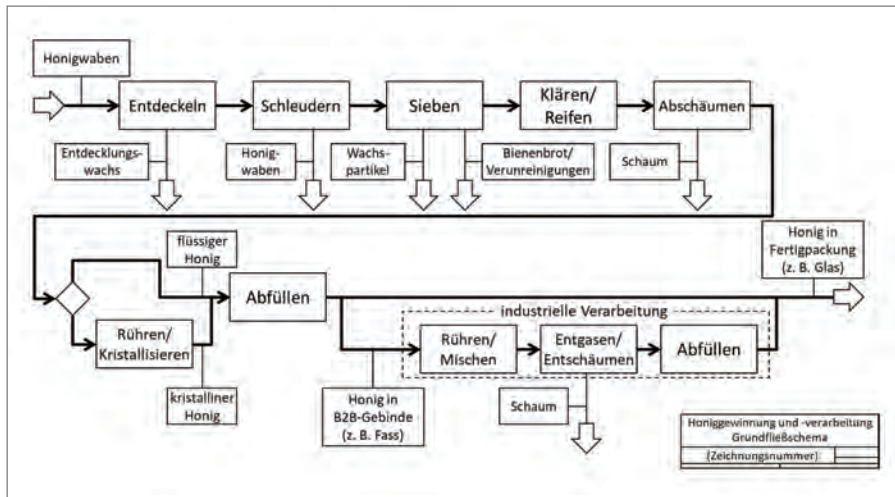 Honigwaben
Entdeckeln
Schleudern
Sieben
Klären/
Reifen
Abschäumen
Entdecklungs-
wachs
Honig-
waben
Wachs-
partikel
Bienenbrot/
Verunreinigungen
Schaum
flüssiger
Honig
Honig in
Fertigpackung
(z. B. Glas)
Abfüllen
industrielle Verarbeitung
Rühren/
Kristallisieren
Rühren/
Mischen
Entgasen/
Entschäumen
Abfüllen
kristalliner
Honig
Honig in
B2B-Gebinde
(z. B. Fass)
Schaum
Honiggewinnung und -verarbeitung
Grundfließschema
(Zeichnungsnummer)